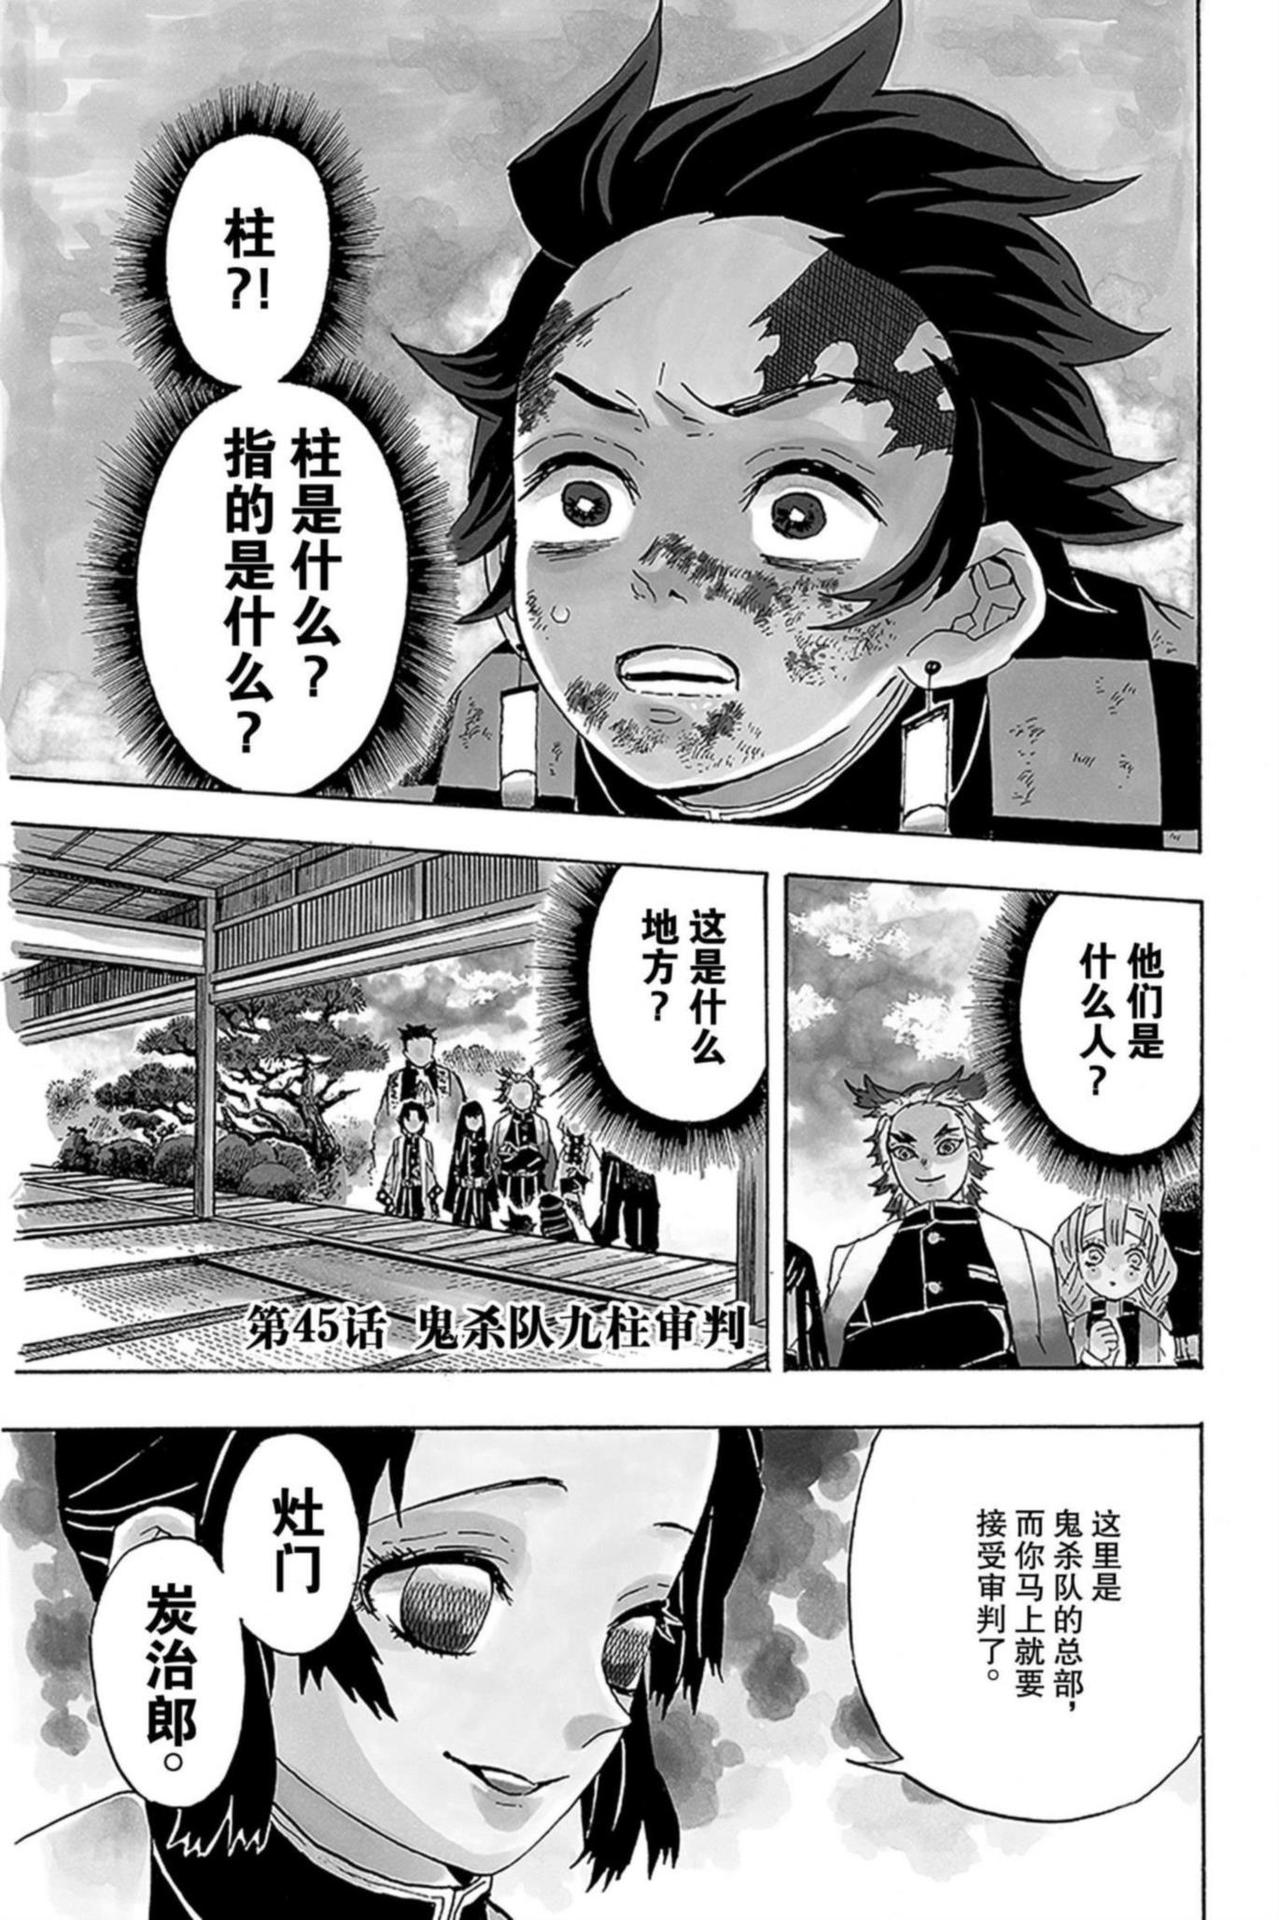 柱
?!
柱是什么？
指的是什么？
他们是
什么人？
这是什么
地方？
第45话 鬼杀队九柱审判
这里是
鬼杀队的总部，
而你马上就要
接受审判了。
灶门
炭治郎。